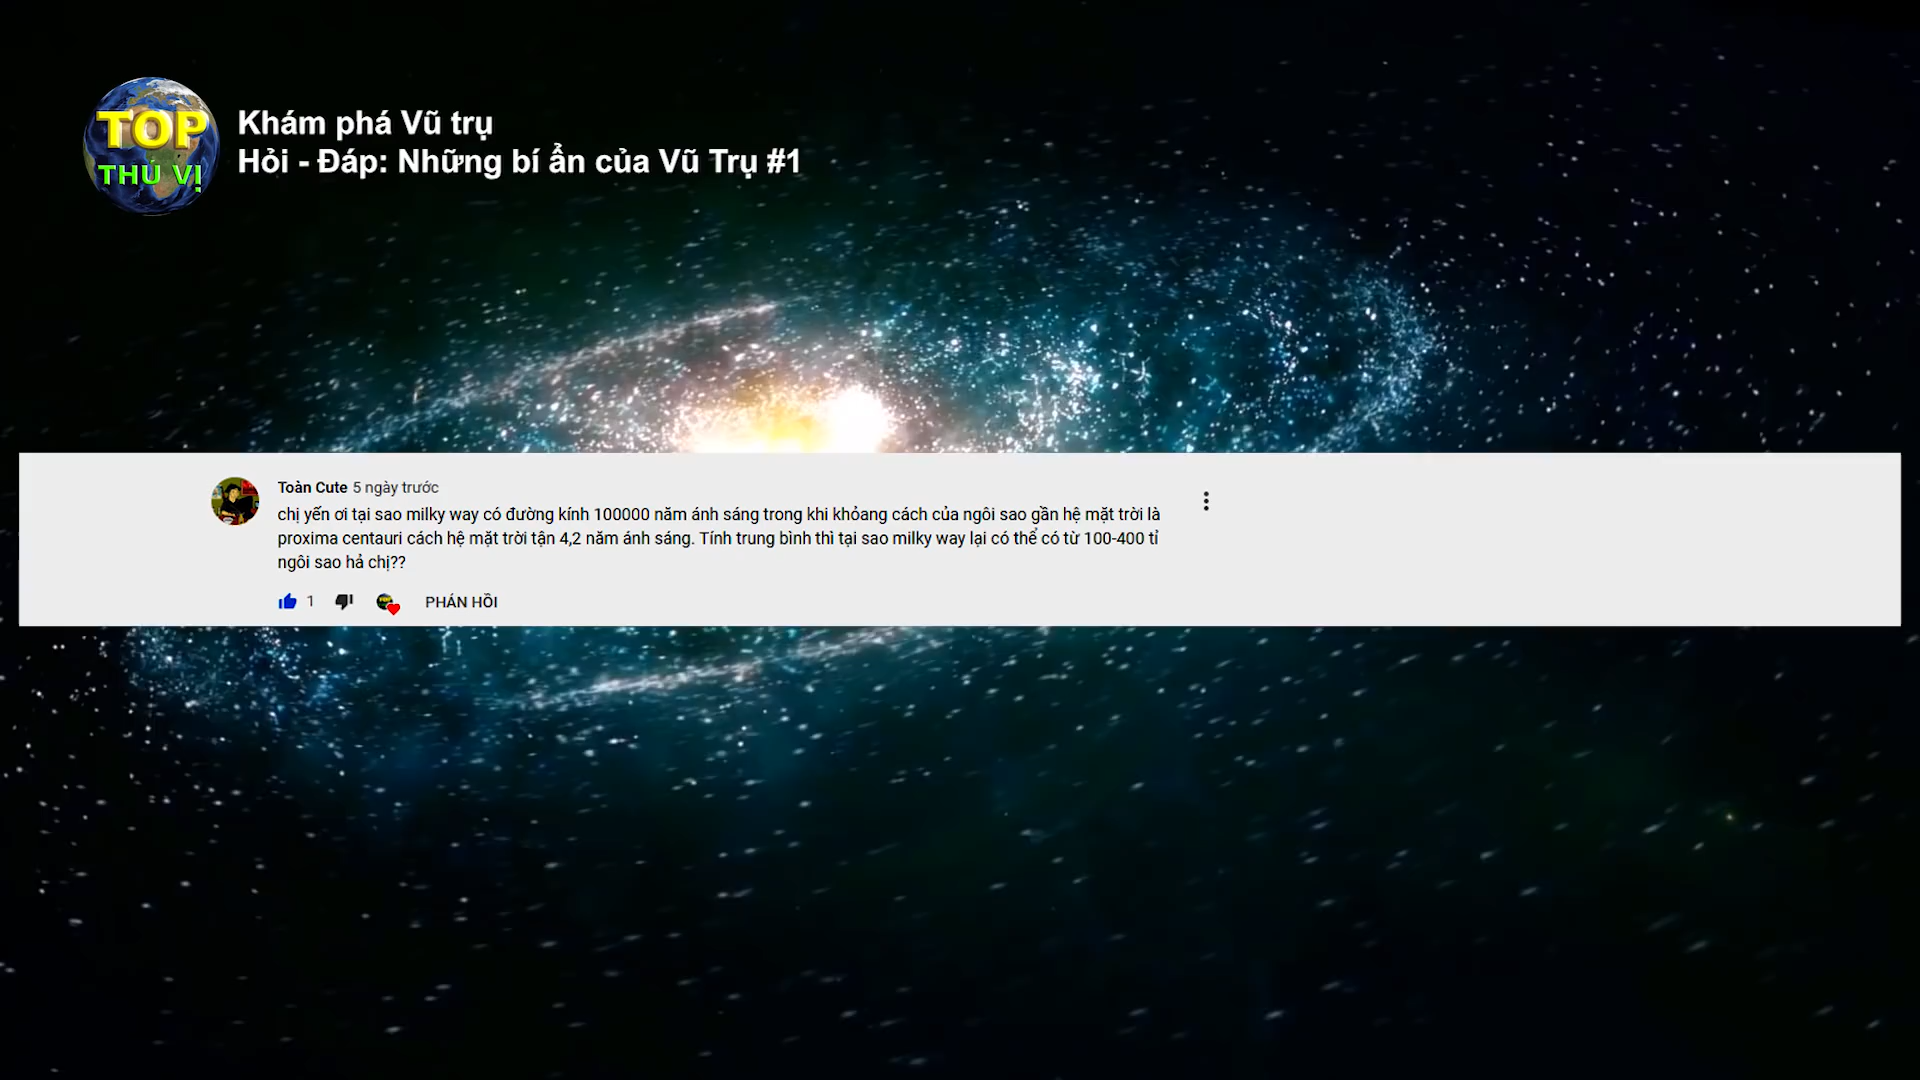 TOP
THÚ VỊ
Khám phá Vũ trụ
Hỏi - Đáp: Những bí ẩn của Vũ Trụ #1
Toàn Cute 5 ngày trước
chị yến ơi tại sao milky way có đường kính 100000 năm ánh sáng trong khi khỏang cách của ngôi sao gần hệ mặt trời là
proxima centauri cách hệ mặt trời tận 4,2 năm ánh sáng. Tính trung bình thì tại sao milky way lại có thể có từ 100-400 tỉ
ngôi sao hả chị??
1
PHẢN HỒI